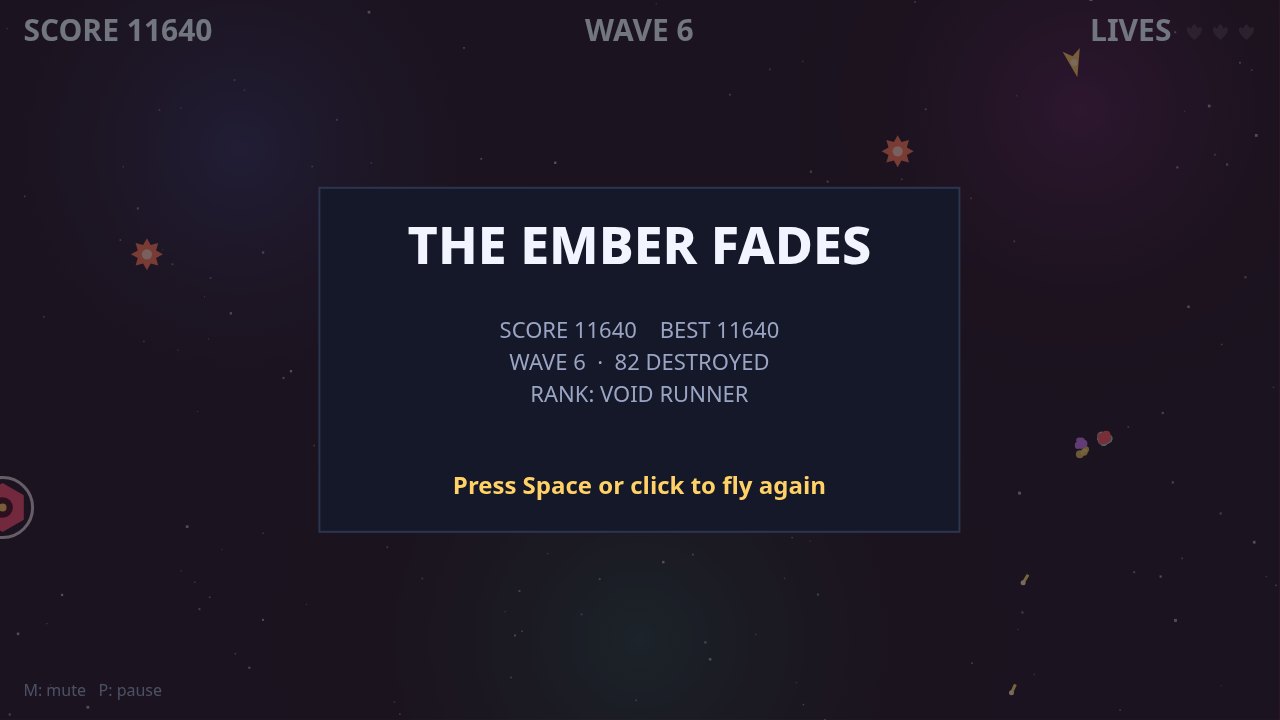 SCORE 11640 WAVE 6 LIVES
THE EMBER FADES
SCORE 11640 BEST 11640
WAVE 6 · 82 DESTROYED
RANK: VOID RUNNER
Press Space or click to fly again
M: mute P: pause